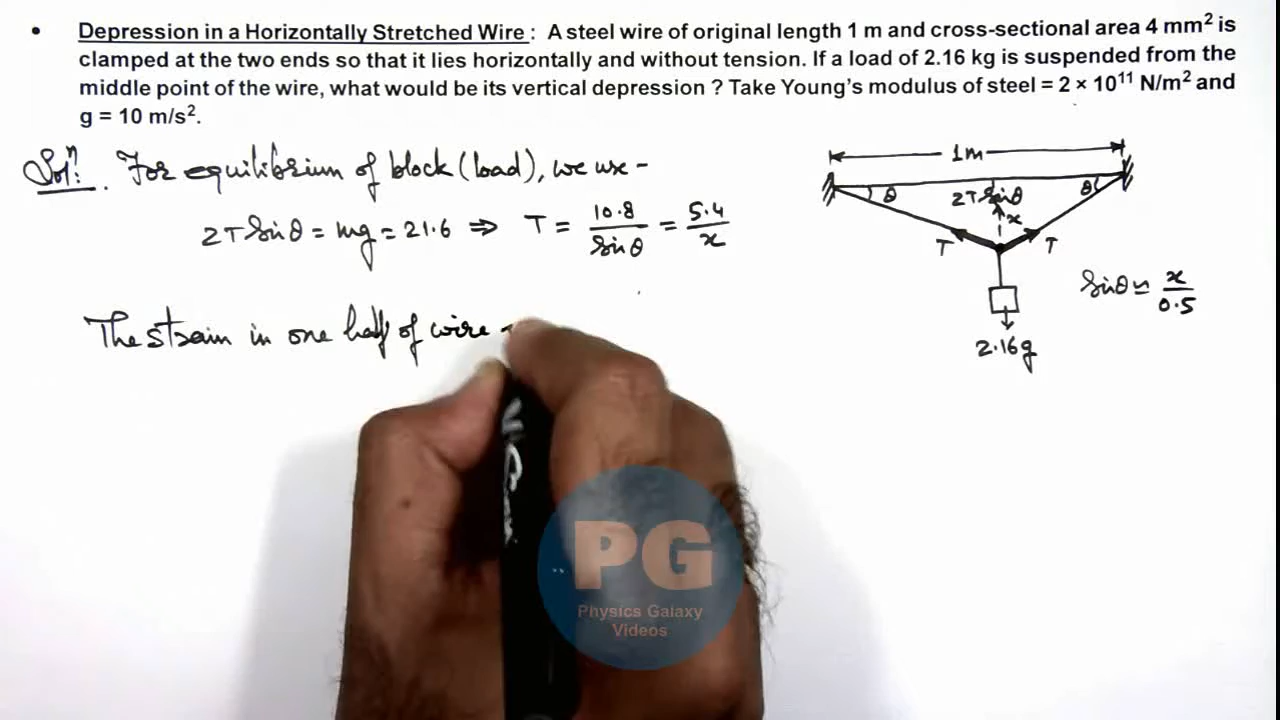 • Depression in a Horizontally Stretched Wire : A steel wire of original length 1 m and cross-sectional area 4 mm² is
clamped at the two ends so that it lies horizontally and without tension. If a load of 2.16 kg is suspended from the
middle point of the wire, what would be its vertical depression ? Take Young's modulus of steel = 2 × 10¹¹ N/m² and
g = 10 m/s².
Solⁿ. For equilibrium of block (load), we use -
2T Sinθ = mg = 21.6 ⇒ T = 10.8/Sinθ = 5.4/x
The strain in one half of wire
1m
θ
2T Sinθ
θ
x
T
T
Sinθ ≃ x/0.5
2.16g
PG
Physics Galaxy
Videos